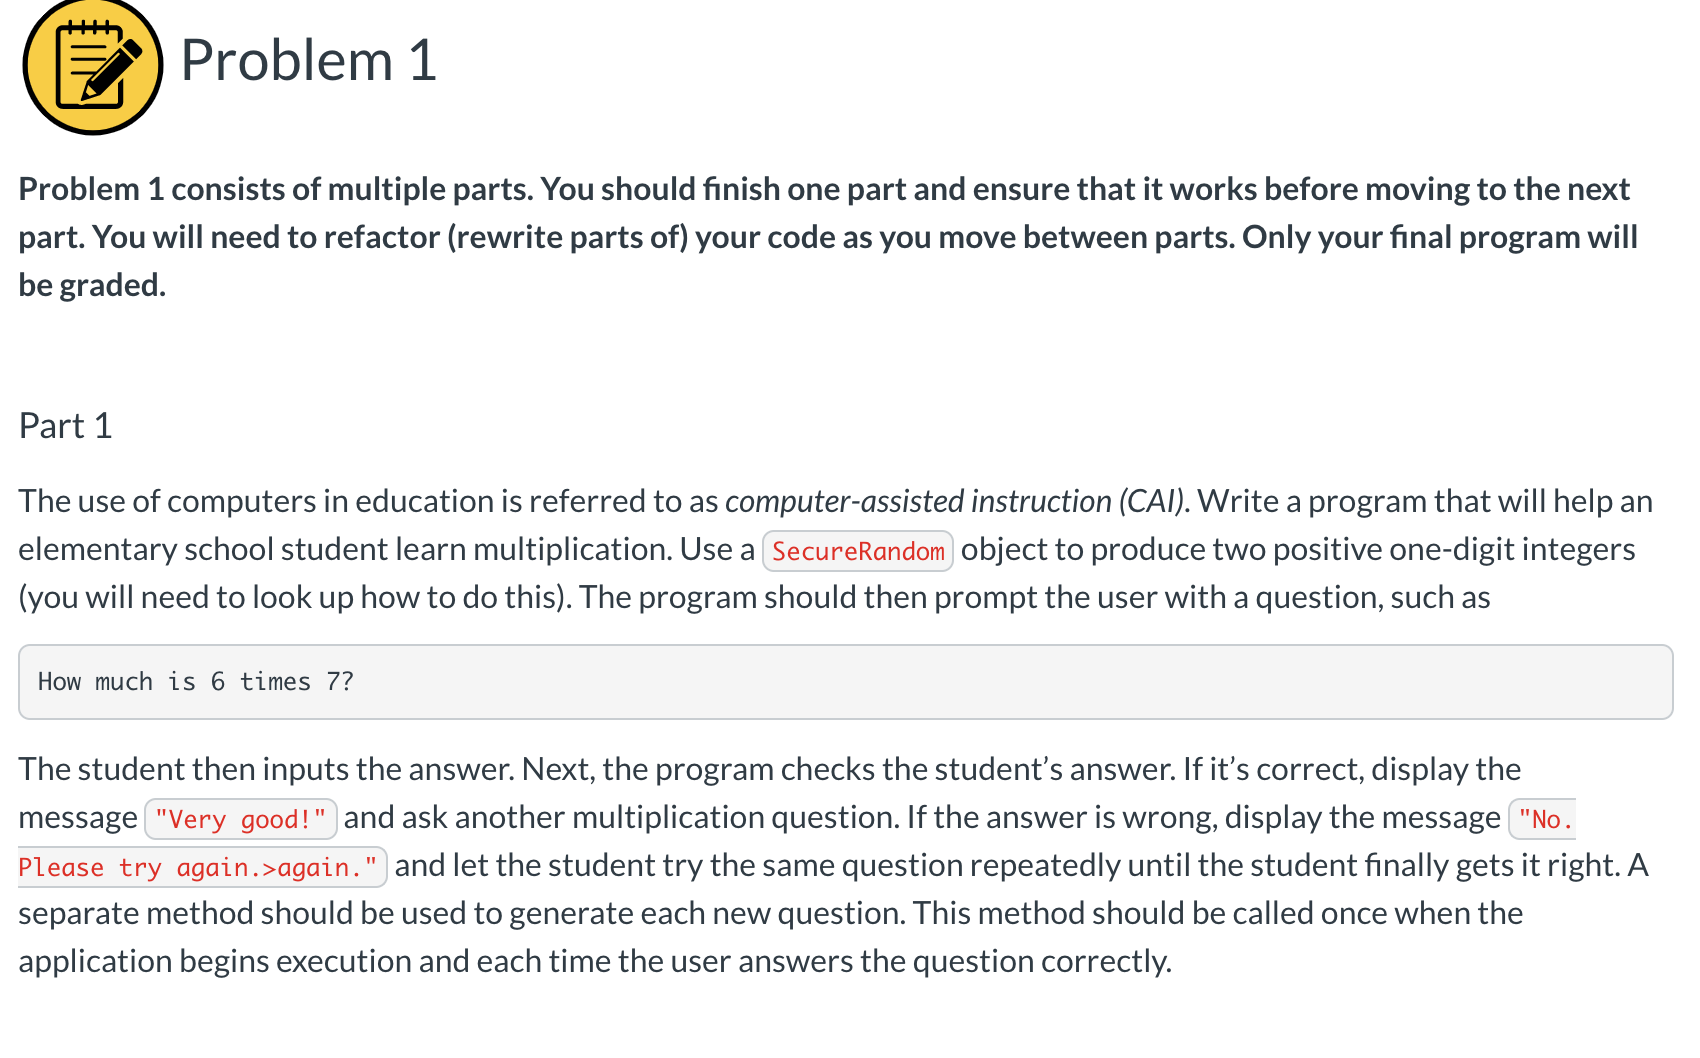 Problem 1
Problem 1 consists of multiple parts. You should finish one part and ensure that it works before moving to the next
part. You will need to refactor (rewrite parts of) your code as you move between parts. Only your final program will
be graded.
Part 1
The use of computers in education is referred to as computer-assisted instruction (CAI). Write a program that will help an
elementary school student learn multiplication. Use a SecureRandom object to produce two positive one-digit integers
(you will need to look up how to do this). The program should then prompt the user with a question, such as
How much is 6 times 7?
The student then inputs the answer. Next, the program checks the student’s answer. If it’s correct, display the
message "Very good!" and ask another multiplication question. If the answer is wrong, display the message "No.
Please try again.>again." and let the student try the same question repeatedly until the student finally gets it right. A
separate method should be used to generate each new question. This method should be called once when the
application begins execution and each time the user answers the question correctly.